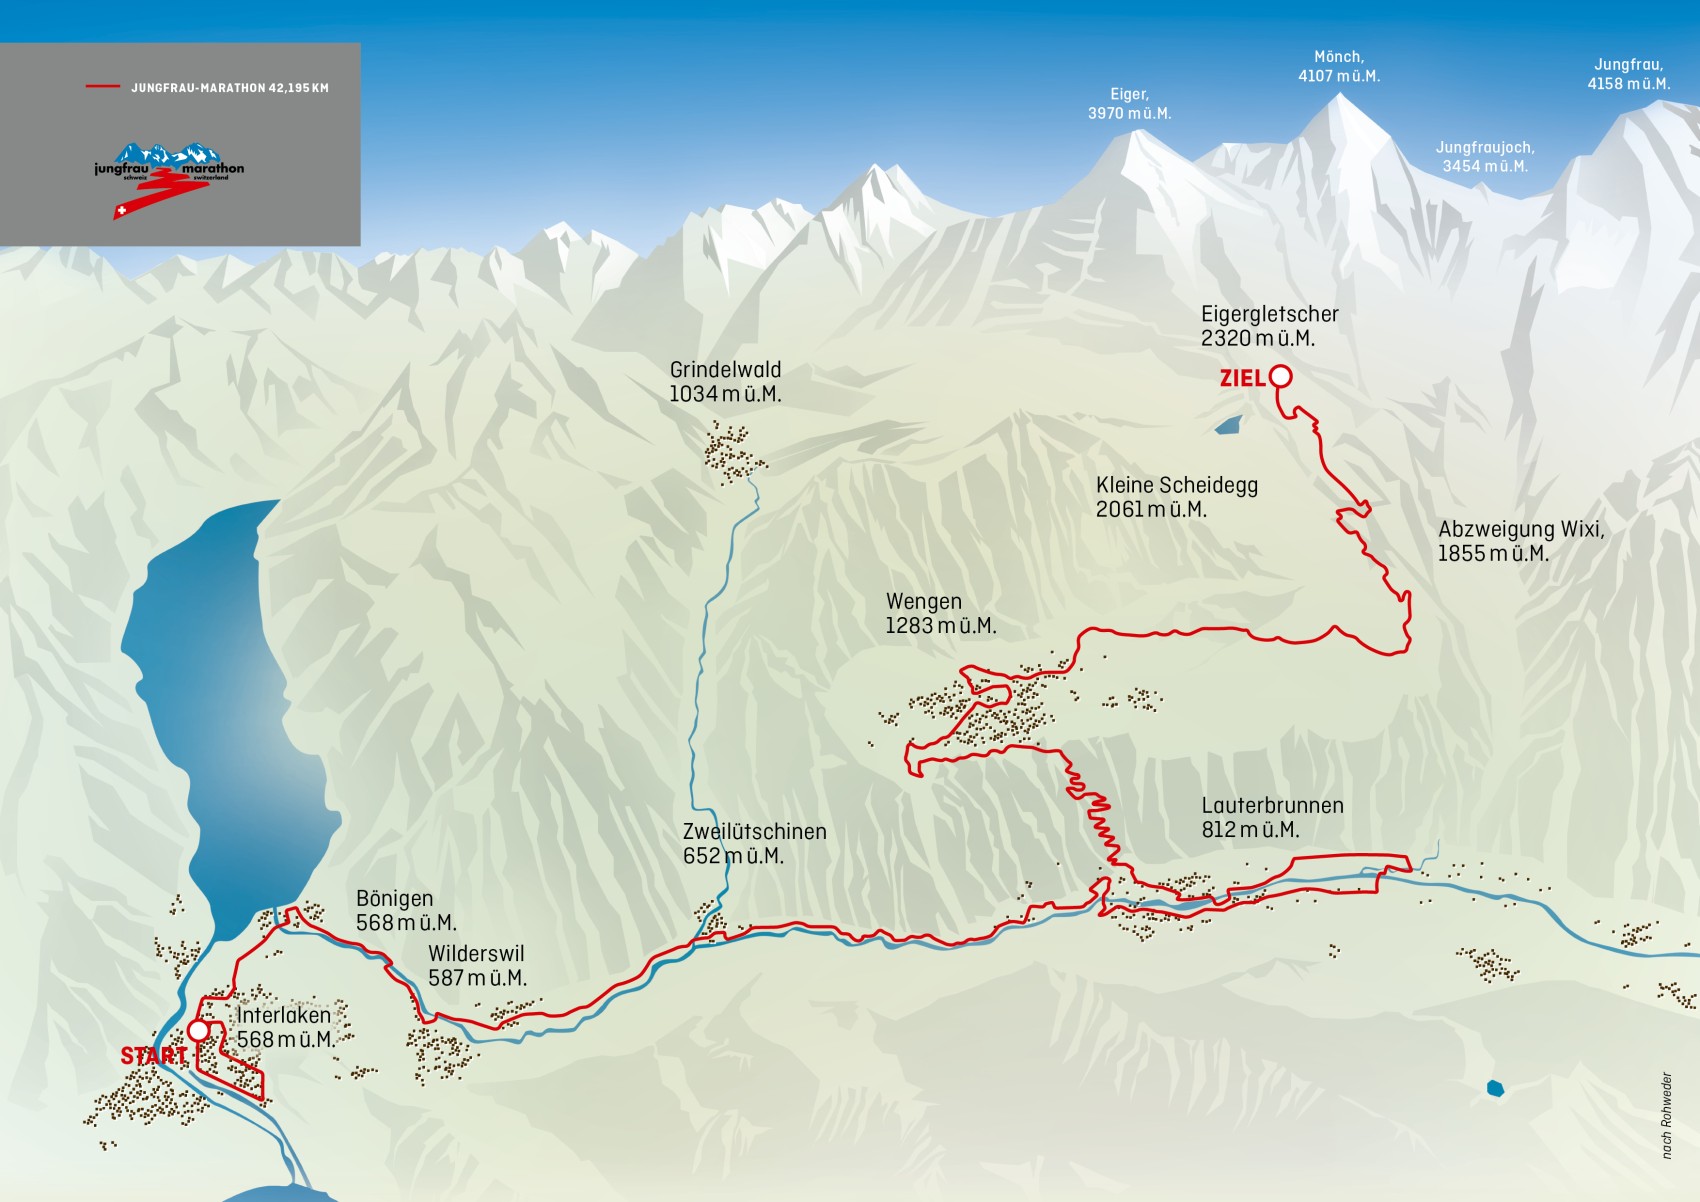 JUNGFRAU-MARATHON 42,195 KM
jungfrau marathon
schweiz switzerland
Mönch,
4107 m ü.M.
Jungfrau,
4158 m ü.M.
Eiger,
3970 m ü.M.
Jungfraujoch,
3454 m ü.M.
Eigergletscher
2320 m ü.M.
ZIEL
Grindelwald
1034 m ü.M.
Kleine Scheidegg
2061 m ü.M.
Abzweigung Wixi,
1855 m ü.M.
Wengen
1283 m ü.M.
Lauterbrunnen
812 m ü.M.
Zweilütschinen
652 m ü.M.
Bönigen
568 m ü.M.
Wilderswil
587 m ü.M.
Interlaken
568 m ü.M.
START
nach Rohweder